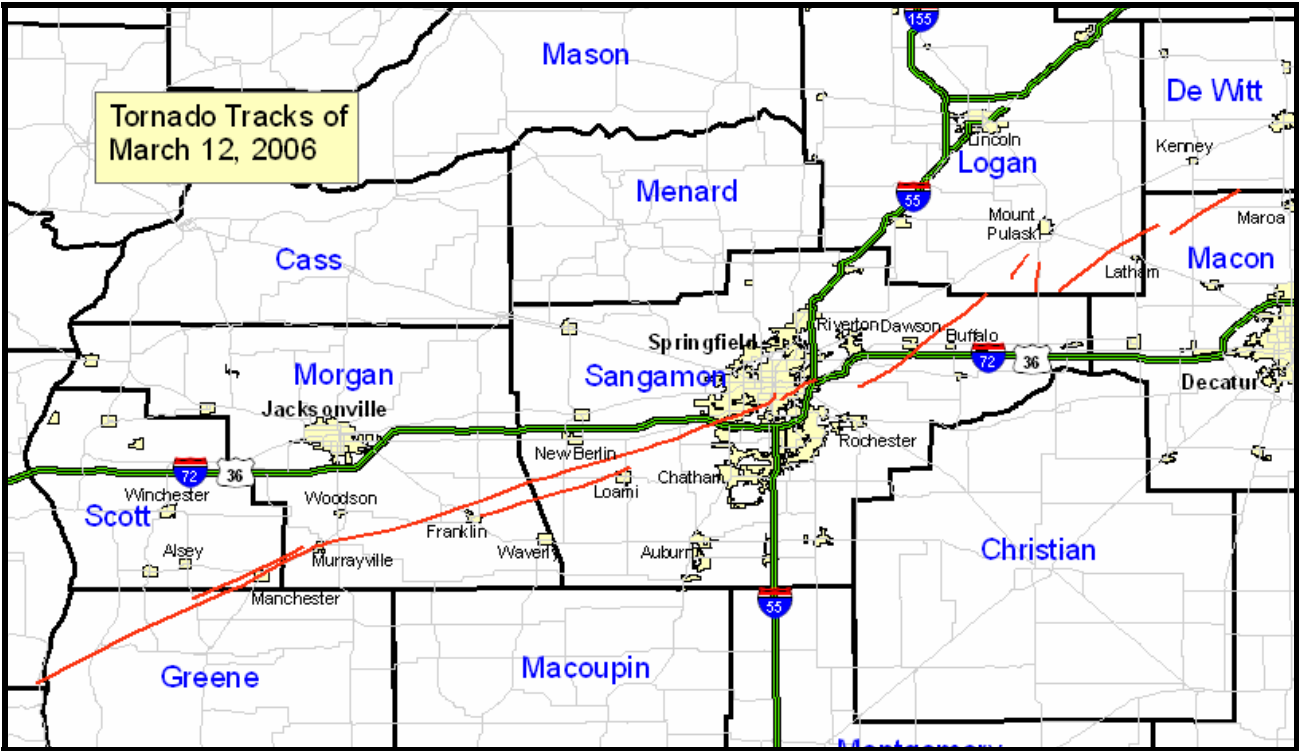 155
Mason
Tornado Tracks of
March 12, 2006
De Witt
Lincoln
Logan
Kenney
Menard
55
Mount
Pulaski
Maroa
Cass
Latham
Macon
Riverton
Dawson
Buffalo
Springfield
72
36
Morgan
Sangamon
Decatur
Jacksonville
Rochester
New Berlin
72
36
Chatham
Loami
Winchester
Woodson
Scott
Franklin
Alsey
Murrayville
Waverl
Auburn
Christian
Manchester
55
Greene
Macoupin
Montgomery